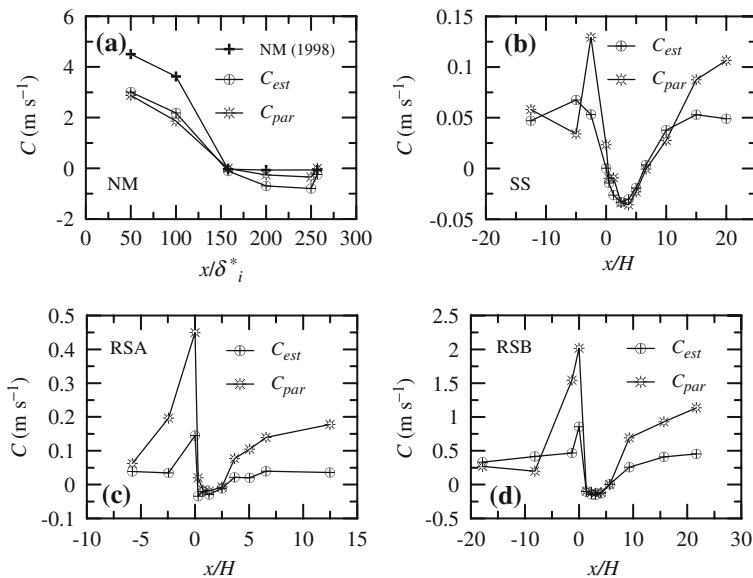 (a)
NM (1998)
C_est
C_par
NM
C (m s⁻¹)
6
4
2
0
-2
0 50 100 150 200 250 300
x/δ*_i
(b)
C_est
C_par
SS
C (m s⁻¹)
0.15
0.1
0.05
0
-0.05
-20 -10 0 10 20
x/H
RSA
C_est
C_par
(c)
C (m s⁻¹)
0.5
0.4
0.3
0.2
0.1
0
-0.1
-10 -5 0 5 10 15
x/H
RSB
C_est
C_par
(d)
C (m s⁻¹)
2.5
2
1.5
1
0.5
0
-0.5
-20 -10 0 10 20 30
x/H